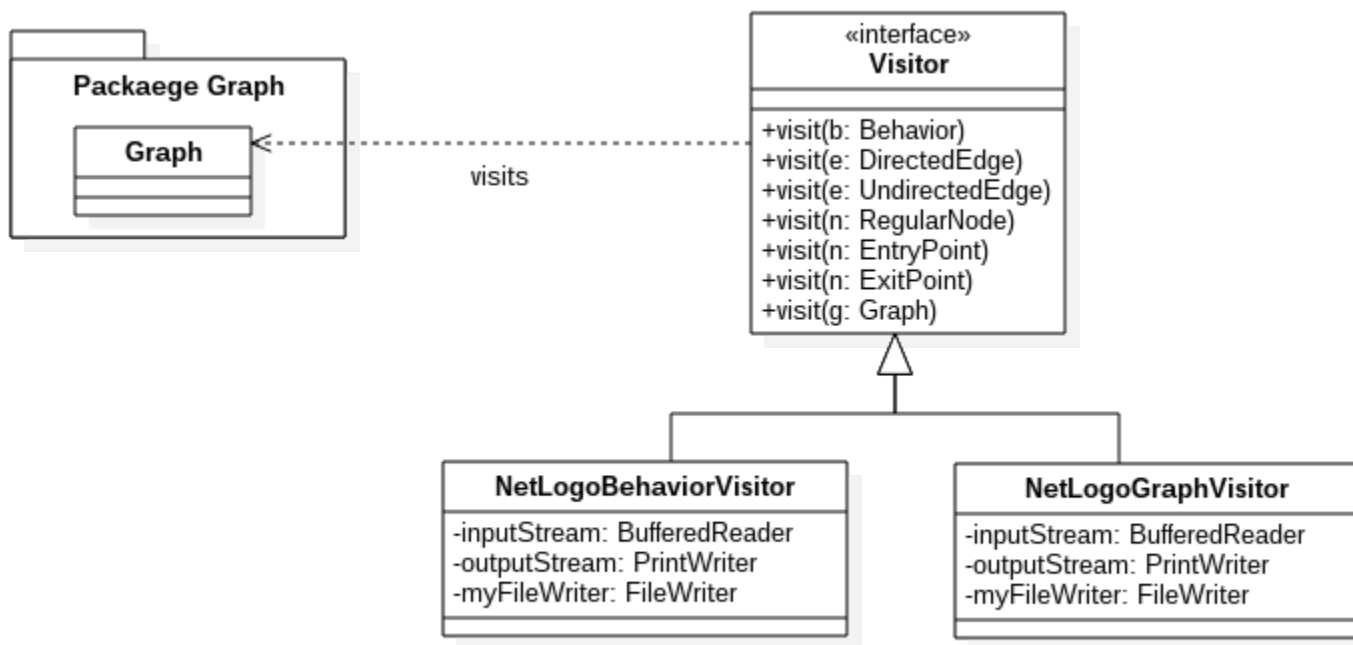 Packaege Graph
Graph
visits
«interface»
Visitor
+visit(b: Behavior)
+visit(e: DirectedEdge)
+visit(e: UndirectedEdge)
+visit(n: RegularNode)
+visit(n: EntryPoint)
+visit(n: ExitPoint)
+visit(g: Graph)
NetLogoBehaviorVisitor
-inputStream: BufferedReader
-outputStream: PrintWriter
-myFileWriter: FileWriter
NetLogoGraphVisitor
-inputStream: BufferedReader
-outputStream: PrintWriter
-myFileWriter: FileWriter